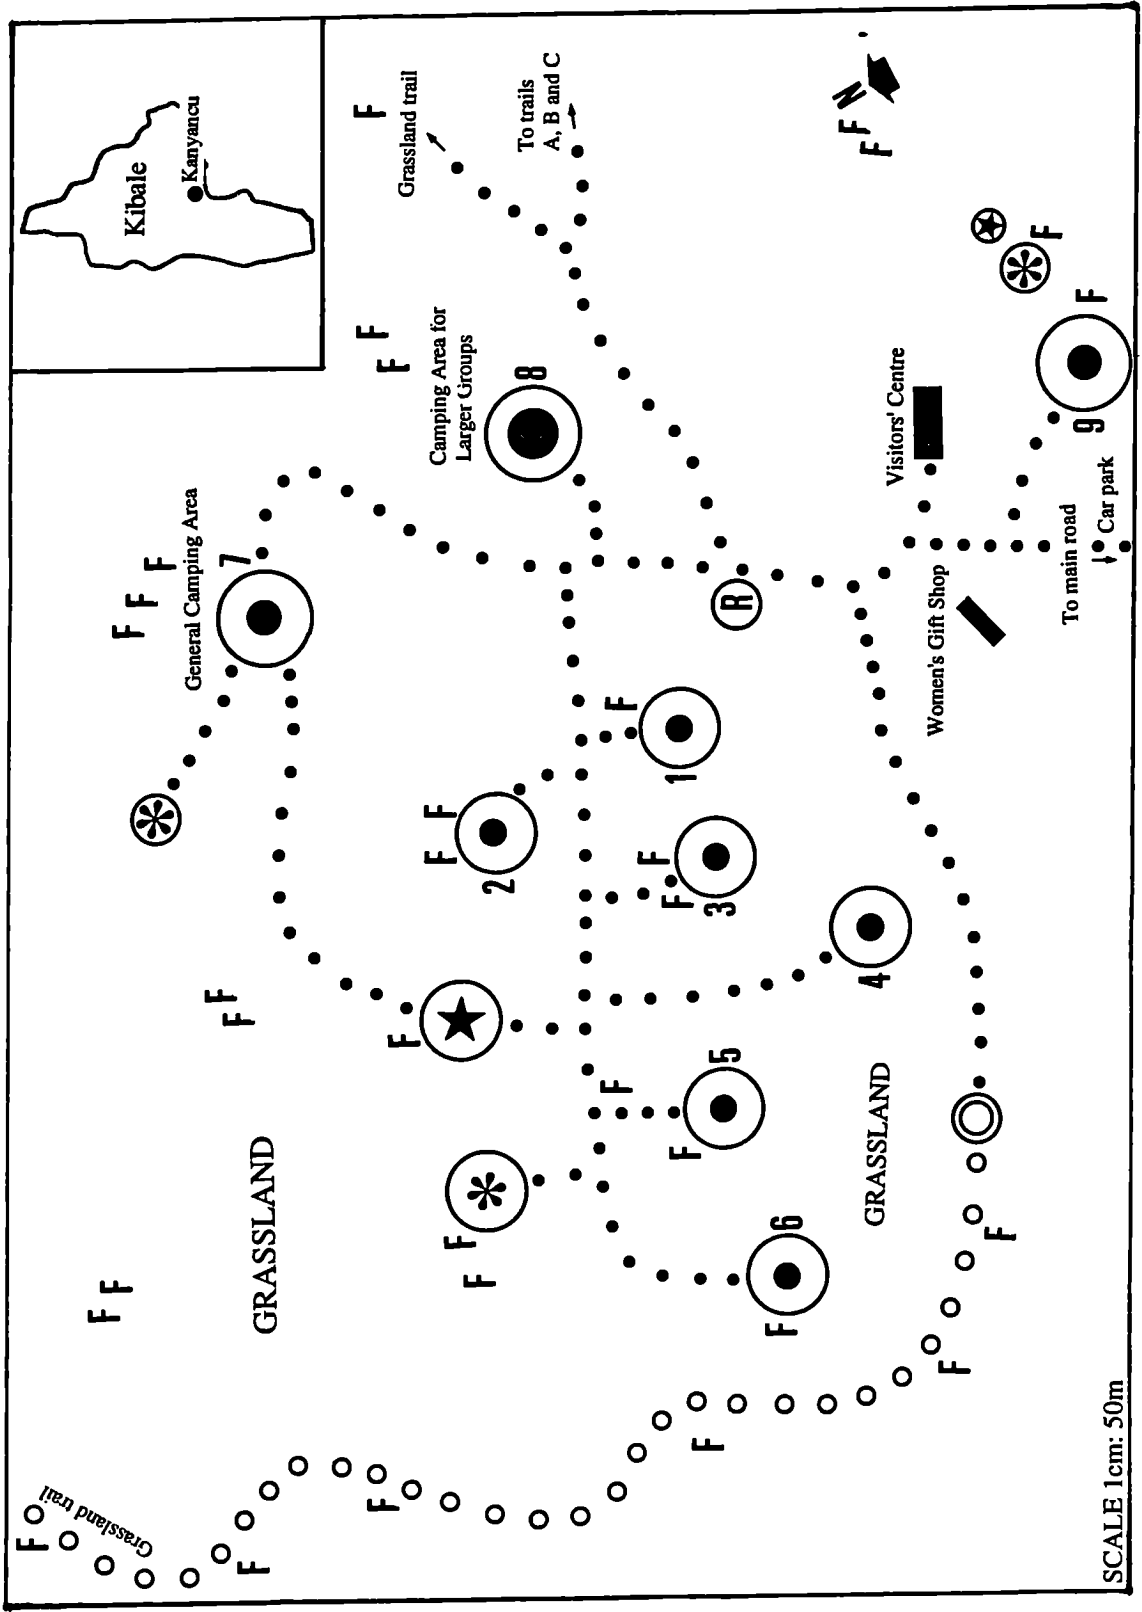 Kibale
Kanyancu
F
Grassland trail
To trails
A, B and C
N
F
F
F
F
F
Camping Area for
Larger Groups
8
F
9
Visitors' Centre
Car park
To main road
Women's Gift Shop
R
General Camping Area
7
F
F
F
F
1
F
F
2
F
F
3
4
F
F
F
F
5
F
GRASSLAND
GRASSLAND
F
F
6
F
F
F
F
F
F
F
F
Grassland trail
F
F
SCALE 1cm: 50m